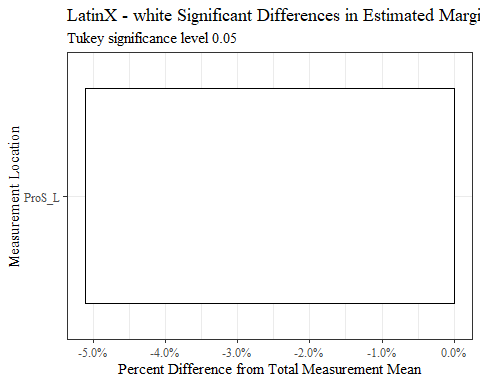 LatinX - white Significant Differences in Estimated Margi
Tukey significance level 0.05
Measurement Location
ProS_L
-5.0% -4.0% -3.0% -2.0% -1.0% 0.0%
Percent Difference from Total Measurement Mean